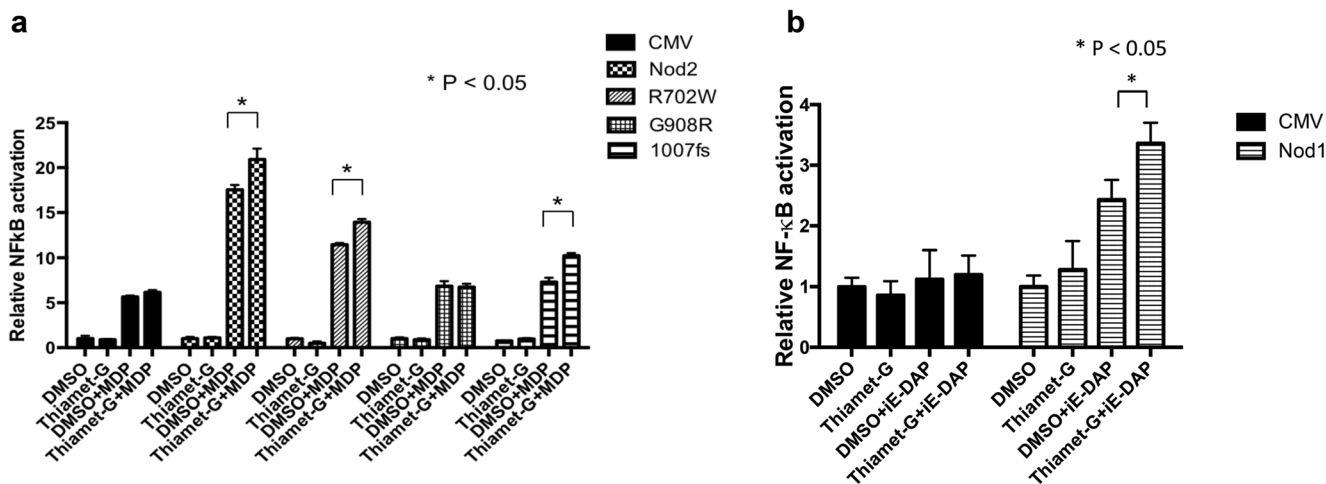 a
CMV
Nod2
R702W
G908R
1007fs
* P < 0.05
*
*
*
Relative NFkB activation
25
20
15
10
5
0
DMSO
Thiamet-G
DMSO+MDP
Thiamet-G+MDP
DMSO
Thiamet-G
DMSO+MDP
Thiamet-G+MDP
DMSO
Thiamet-G
DMSO+MDP
Thiamet-G+MDP
DMSO
Thiamet-G
DMSO+MDP
Thiamet-G+MDP
DMSO
Thiamet-G
DMSO+MDP
Thiamet-G+MDP
b
* P < 0.05
*
CMV
Nod1
Relative NF-κB activation
4
3
2
1
0
DMSO
Thiamet-G
DMSO+iE-DAP
Thiamet-G+iE-DAP
DMSO
Thiamet-G
DMSO+iE-DAP
Thiamet-G+iE-DAP